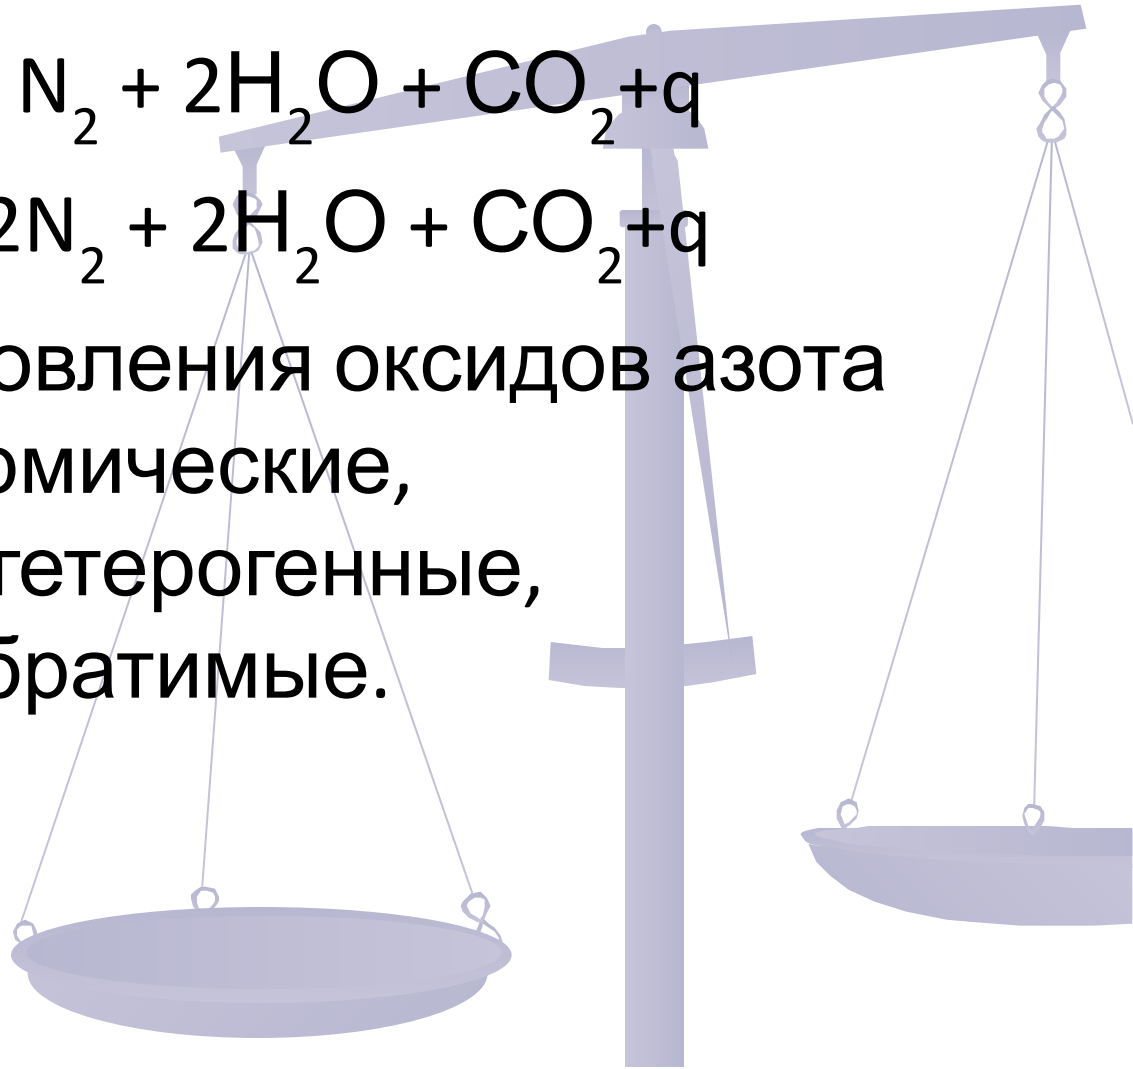 N₂ + 2H₂O + CO₂+q
2N₂ + 2H₂O + CO₂+q
овления оксидов азота
омические,
гетерогенные,
братимые.